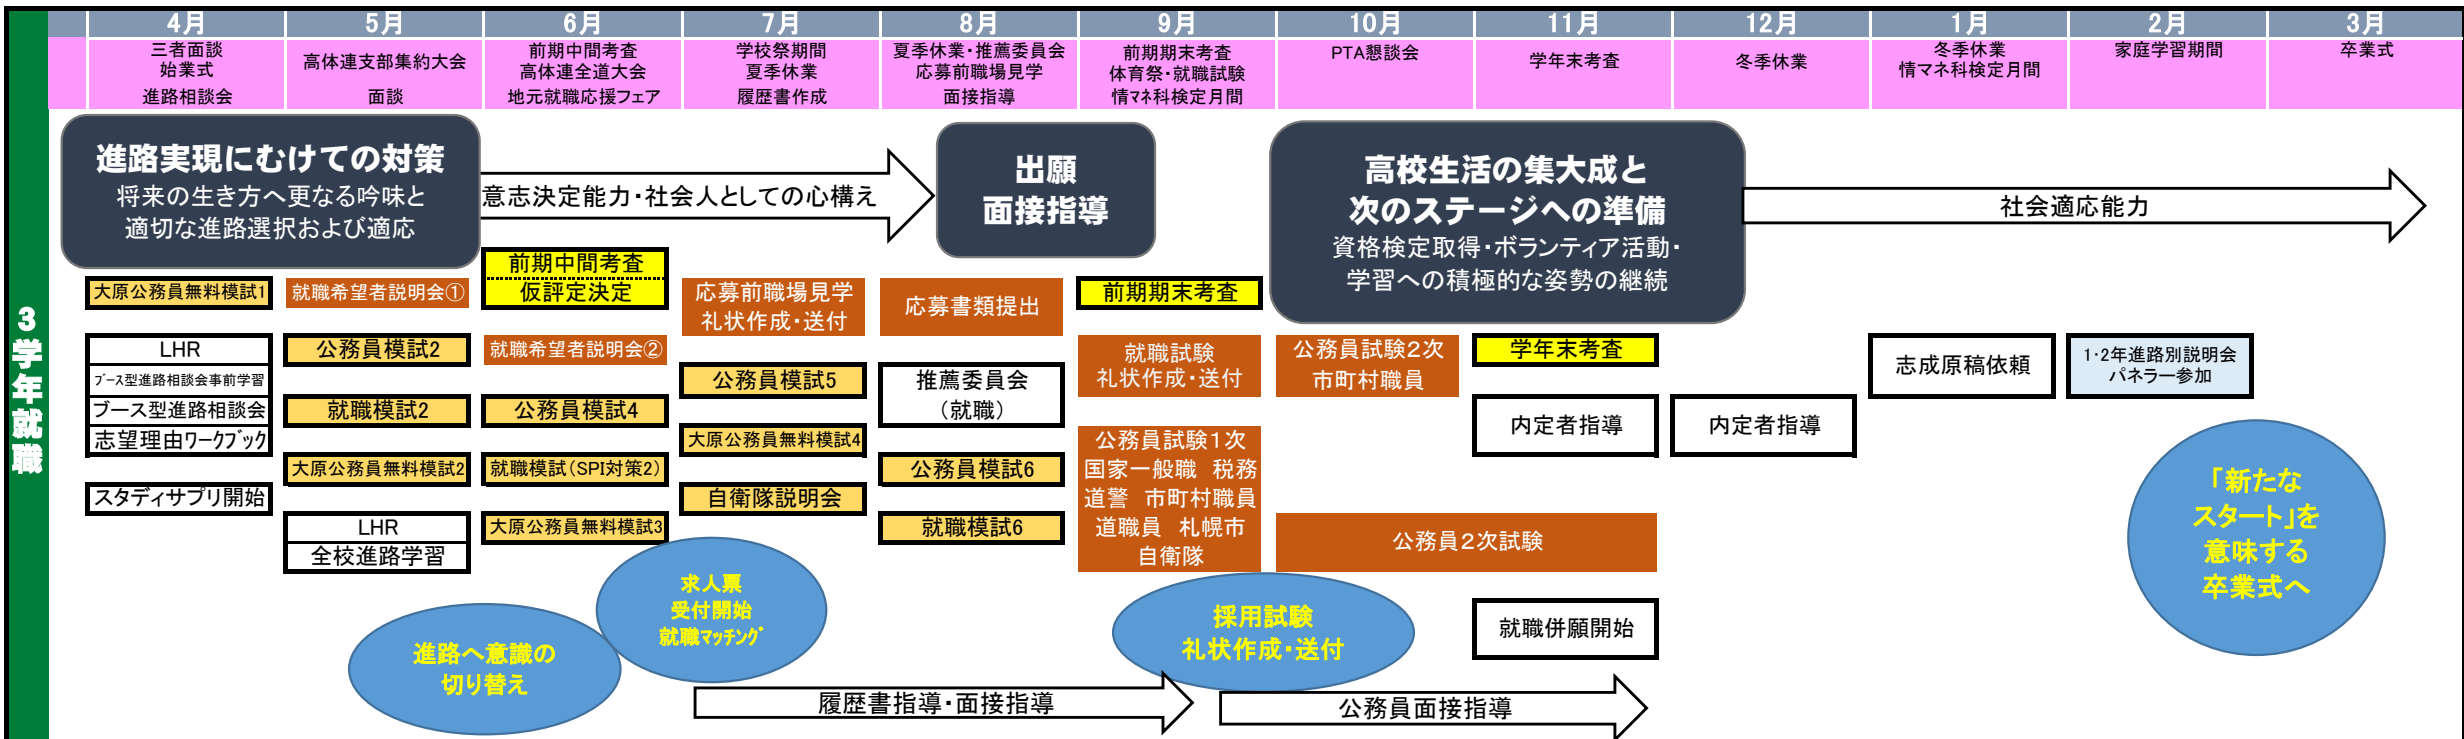 4月
5月
6月
7月
8月
9月
10月
11月
12月
1月
2月
3月
三者面談
始業式
進路相談会
高体連支部集約大会
面談
前期中間考査
高体連全道大会
地元就職応援フェア
学校祭期間
夏季休業
履歴書作成
夏季休業・推薦委員会
応募前職場見学
面接指導
前期期末考査
体育祭・就職試験
情マネ科検定月間
PTA懇談会
学年末考査
冬季休業
冬季休業
情マネ科検定月間
家庭学習期間
卒業式
3学年就職
進路実現にむけての対策
将来の生き方へ更なる吟味と
適切な進路選択および適応
意志決定能力・社会人としての心構え
出願
面接指導
高校生活の集大成と
次のステージへの準備
資格検定取得・ボランティア活動・
学習への積極的な姿勢の継続
社会適応能力
大原公務員無料模試1
LHR
ブース型進路相談会事前学習
ブース型進路相談会
志望理由ワークブック
スタディサプリ開始
就職希望者説明会①
公務員模試2
就職模試2
大原公務員無料模試2
LHR
全校進路学習
前期中間考査
仮評定決定
就職希望者説明会②
公務員模試4
就職模試(SPI対策2)
大原公務員無料模試3
応募前職場見学
礼状作成・送付
公務員模試5
大原公務員無料模試4
自衛隊説明会
応募書類提出
推薦委員会
(就職)
公務員模試6
就職模試6
前期期末考査
就職試験
礼状作成・送付
公務員試験1次
国家一般職 税務
道警 市町村職員
道職員 札幌市
自衛隊
公務員試験2次
市町村職員
公務員2次試験
学年末考査
内定者指導
就職併願開始
内定者指導
志成原稿依頼
1・2年進路別説明会
パネラー参加
進路へ意識の
切り替え
求人票
受付開始
就職マッチング
採用試験
礼状作成・送付
「新たな
スタート」を
意味する
卒業式へ
履歴書指導・面接指導
公務員面接指導